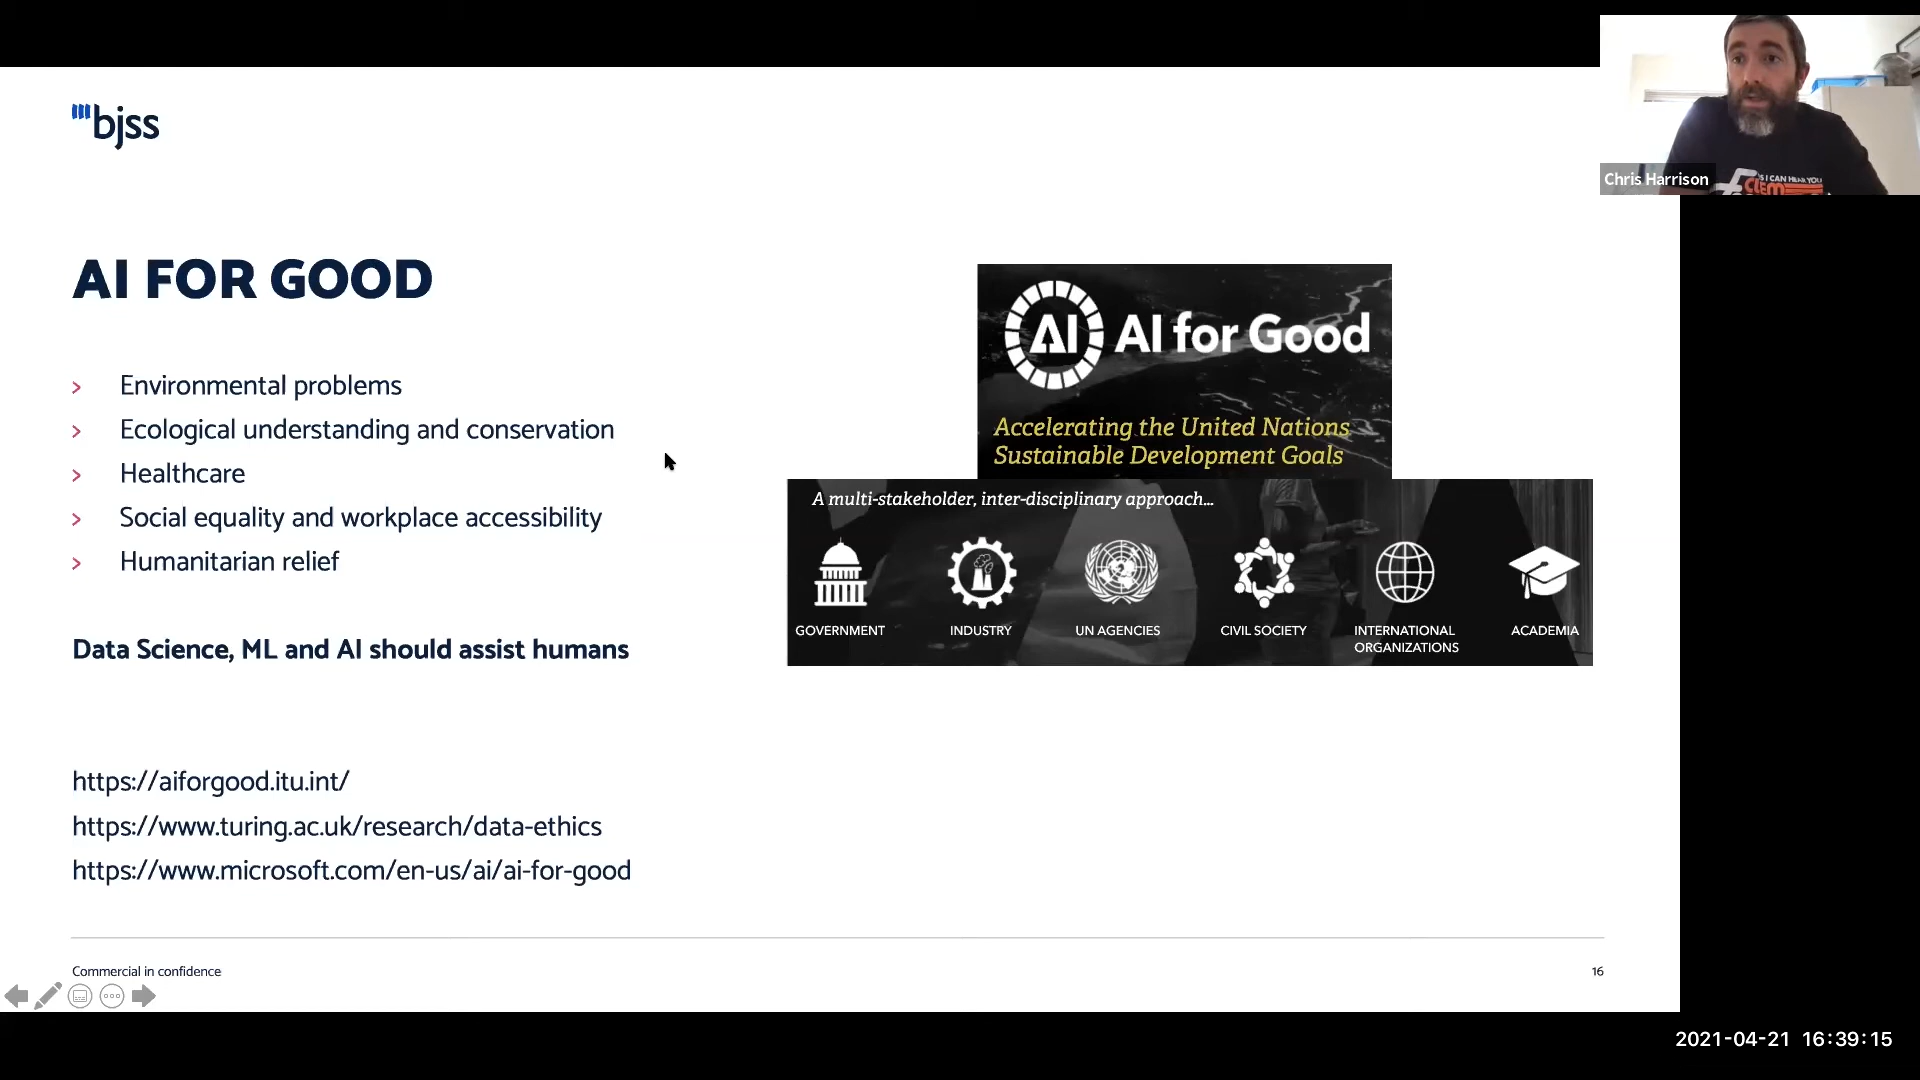 bjss
Chris Harrison
AI FOR GOOD
> Environmental problems
> Ecological understanding and conservation
> Healthcare
> Social equality and workplace accessibility
> Humanitarian relief
Data Science, ML and AI should assist humans
https://aiforgood.itu.int/
https://www.turing.ac.uk/research/data-ethics
https://www.microsoft.com/en-us/ai/ai-for-good
AI AI for Good
Accelerating the United Nations
Sustainable Development Goals
A multi-stakeholder, inter-disciplinary approach...
GOVERNMENT
INDUSTRY
UN AGENCIES
CIVIL SOCIETY
INTERNATIONAL
ORGANIZATIONS
ACADEMIA
Commercial in confidence
16
2021-04-21 16:39:15
I CAN HEAR YOU
CLEM